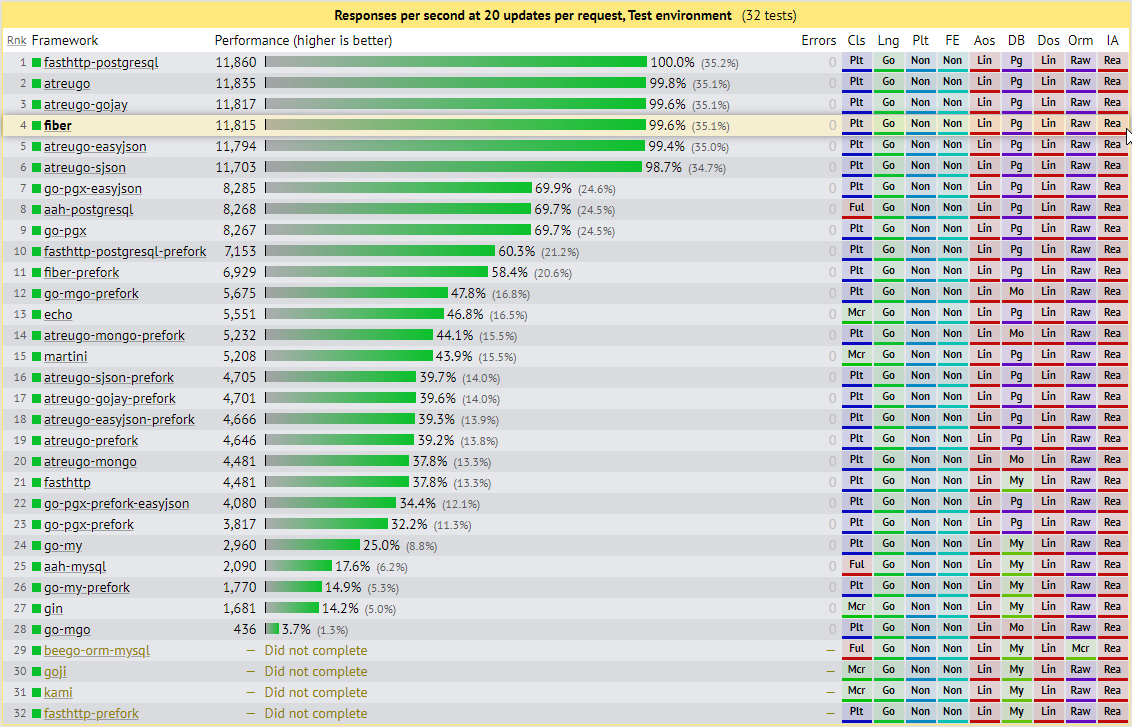 Responses per second at 20 updates per request, Test environment (32 tests)
Rnk Framework Performance (higher is better) Errors Cls Lng Plt FE Aos DB Dos Orm IA
1 fasthttp-postgresql 11,860 100.0% (35.2%) 0 Plt Go Non Non Lin Pg Lin Raw Rea
2 atreugo 11,835 99.8% (35.1%) 0 Plt Go Non Non Lin Pg Lin Raw Rea
3 atreugo-gojay 11,817 99.6% (35.1%) 0 Plt Go Non Non Lin Pg Lin Raw Rea
4 fiber 11,815 99.6% (35.1%) 0 Plt Go Non Non Lin Pg Lin Raw Rea
5 atreugo-easyjson 11,794 99.4% (35.0%) 0 Plt Go Non Non Lin Pg Lin Raw Rea
6 atreugo-sjson 11,703 98.7% (34.7%) 0 Plt Go Non Non Lin Pg Lin Raw Rea
7 go-pgx-easyjson 8,285 69.9% (24.6%) 0 Plt Go Non Non Lin Pg Lin Raw Rea
8 aah-postgresql 8,268 69.7% (24.5%) 0 Ful Go Non Non Lin Pg Lin Raw Rea
9 go-pgx 8,267 69.7% (24.5%) 0 Plt Go Non Non Lin Pg Lin Raw Rea
10 fasthttp-postgresql-prefork 7,153 60.3% (21.2%) 0 Plt Go Non Non Lin Pg Lin Raw Rea
11 fiber-prefork 6,929 58.4% (20.6%) 0 Plt Go Non Non Lin Pg Lin Raw Rea
12 go-mgo-prefork 5,675 47.8% (16.8%) 0 Plt Go Non Non Lin Mo Lin Raw Rea
13 echo 5,551 46.8% (16.5%) 0 Mcr Go Non Non Lin Pg Lin Raw Rea
14 atreugo-mongo-prefork 5,232 44.1% (15.5%) 0 Plt Go Non Non Lin Mo Lin Raw Rea
15 martini 5,208 43.9% (15.5%) 0 Mcr Go Non Non Lin Pg Lin Raw Rea
16 atreugo-sjson-prefork 4,705 39.7% (14.0%) 0 Plt Go Non Non Lin Pg Lin Raw Rea
17 atreugo-gojay-prefork 4,701 39.6% (14.0%) 0 Plt Go Non Non Lin Pg Lin Raw Rea
18 atreugo-easyjson-prefork 4,666 39.3% (13.9%) 0 Plt Go Non Non Lin Pg Lin Raw Rea
19 atreugo-prefork 4,646 39.2% (13.8%) 0 Plt Go Non Non Lin Pg Lin Raw Rea
20 atreugo-mongo 4,481 37.8% (13.3%) 0 Plt Go Non Non Lin Mo Lin Raw Rea
21 fasthttp 4,481 37.8% (13.3%) 0 Plt Go Non Non Lin My Lin Raw Rea
22 go-pgx-prefork-easyjson 4,080 34.4% (12.1%) 0 Plt Go Non Non Lin Pg Lin Raw Rea
23 go-pgx-prefork 3,817 32.2% (11.3%) 0 Plt Go Non Non Lin Pg Lin Raw Rea
24 go-my 2,960 25.0% (8.8%) 0 Plt Go Non Non Lin My Lin Raw Rea
25 aah-mysql 2,090 17.6% (6.2%) 0 Ful Go Non Non Lin My Lin Raw Rea
26 go-my-prefork 1,770 14.9% (5.3%) 0 Plt Go Non Non Lin My Lin Raw Rea
27 gin 1,681 14.2% (5.0%) 0 Mcr Go Non Non Lin My Lin Raw Rea
28 go-mgo 436 3.7% (1.3%) 0 Plt Go Non Non Lin Mo Lin Raw Rea
29 beego-orm-mysql — Did not complete — Ful Go Non Non Lin My Lin Mcr Rea
30 goji — Did not complete — Mcr Go Non Non Lin My Lin Raw Rea
31 kami — Did not complete — Mcr Go Non Non Lin My Lin Raw Rea
32 fasthttp-prefork — Did not complete — Plt Go Non Non Lin My Lin Raw Rea